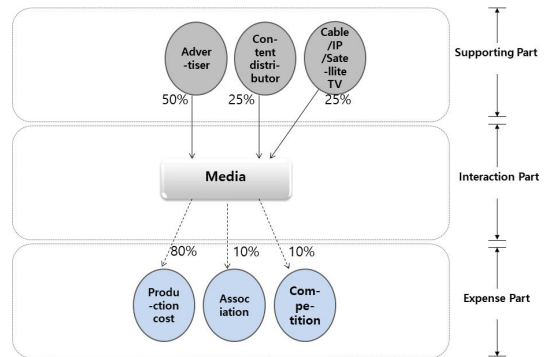 Adver
-tiser
Con-
tent
distri-
butor
Cable
/IP
/Sate
-llite
TV
Supporting Part
50%
25%
25%
Media
Interaction Part
80%
10%
10%
Produ
-ction
cost
Assoc
iation
Com-
pe-
tition
Expense Part